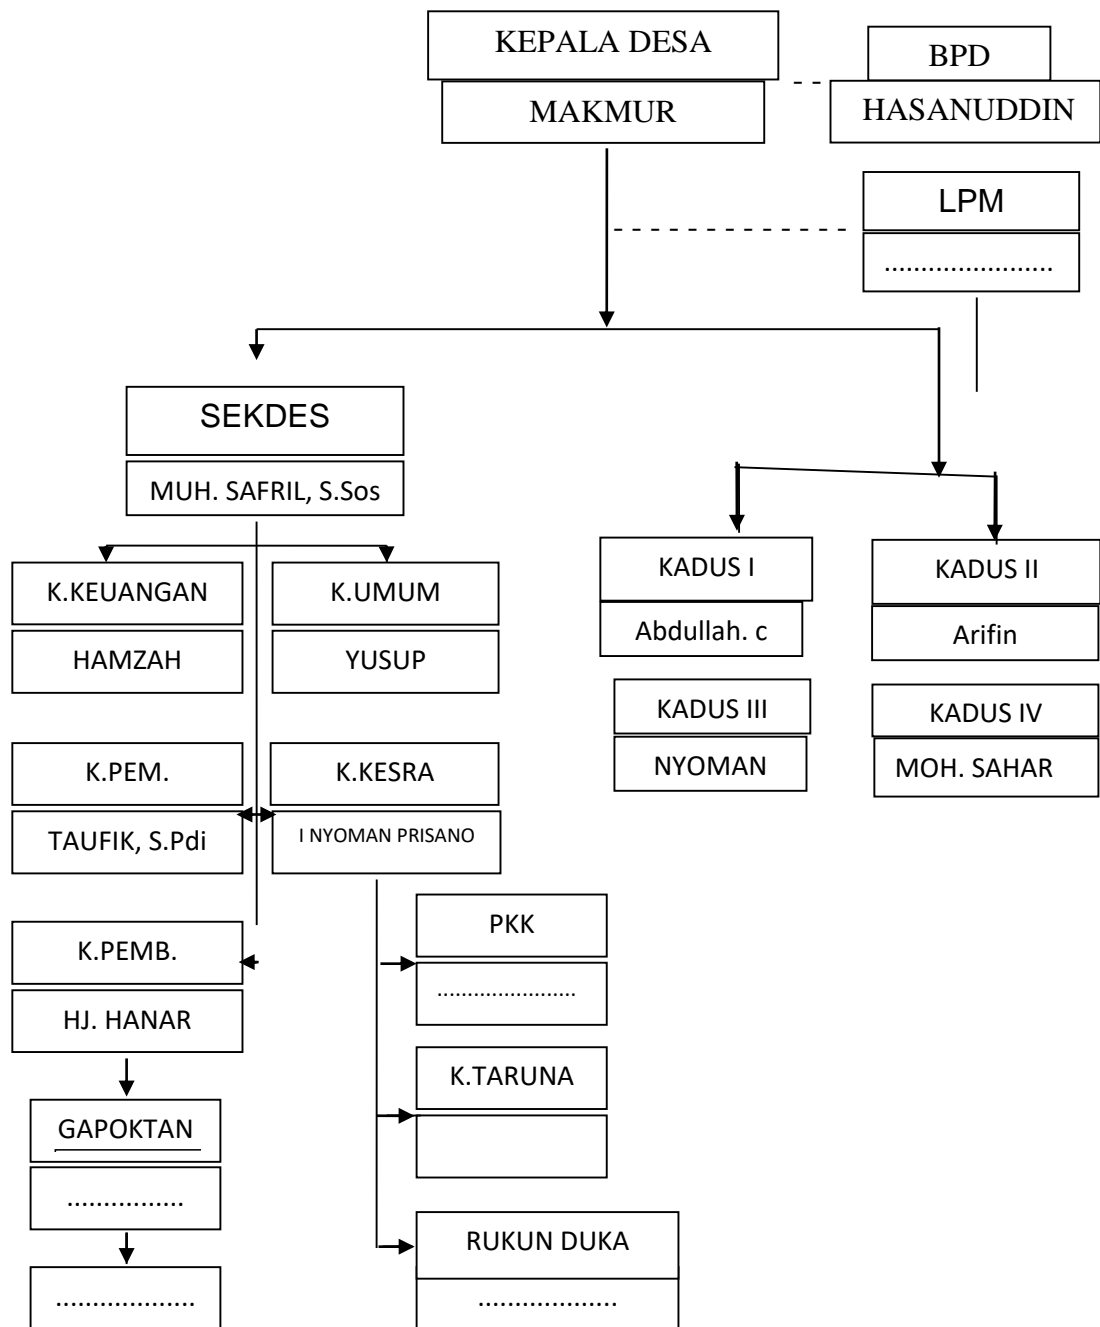 KEPALA DESA
MAKMUR
BPD
HASANUDDIN
LPM
.......................
SEKDES
MUH. SAFRIL, S.Sos
K.KEUANGAN
HAMZAH
K.UMUM
YUSUP
KADUS I
Abdullah. c
KADUS II
Arifin
KADUS III
NYOMAN
KADUS IV
MOH. SAHAR
K.PEM.
TAUFIK, S.Pdi
K.KESRA
I NYOMAN PRISANO
K.PEMB.
HJ. HANAR
PKK
.......................
K.TARUNA
GAPOKTAN
................
RUKUN DUKA
...................
...................